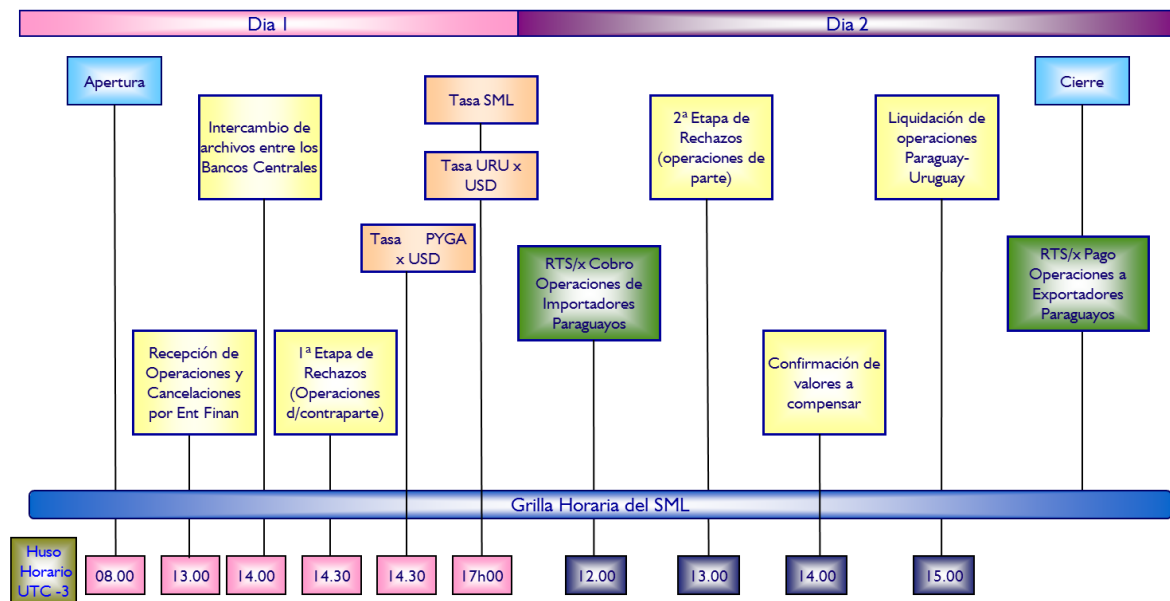 Dia 1
Dia 2
Apertura
Intercambio de
archivos entre los
Bancos Centrales
Tasa SML
Tasa URU x
USD
Tasa PYGA
x USD
2ª Etapa de
Rechazos
(operaciones de
parte)
Liquidación de
operaciones
Paraguay-
Uruguay
Cierre
RTS/x Cobro
Operaciones de
Importadores
Paraguayos
RTS/x Pago
Operaciones a
Exportadores
Paraguayos
Recepción de
Operaciones y
Cancelaciones
por Ent Finan
1ª Etapa de
Rechazos
(Operaciones
d/contraparte)
Confirmación de
valores a
compensar
Grilla Horaria del SML
Huso
Horario
UTC -3
08.00
13.00
14.00
14.30
14.30
17h00
12.00
13.00
14.00
15.00